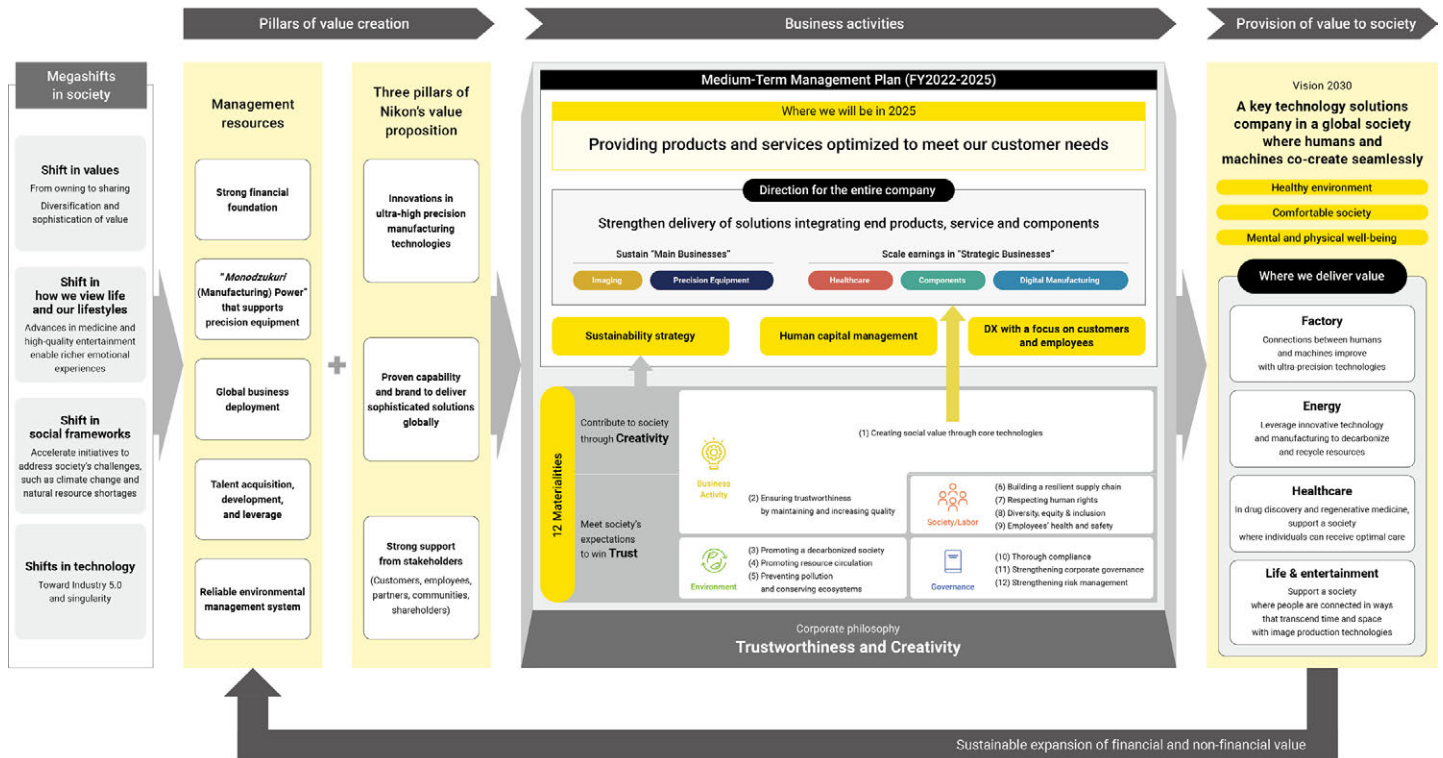 Pillars of value creation
Business activities
Provision of value to society
Megashifts
in society
Shift in values
From owning to sharing
Diversification and
sophistication of value
Shift in
how we view life
and our lifestyles
Advances in medicine and
high-quality entertainment
enable richer emotional
experiences
Shift in
social frameworks
Accelerate initiatives to
address society's challenges,
such as climate change and
natural resource shortages
Shifts in technology
Toward Industry 5.0
and singularity
Management
resources
Strong financial
foundation
"Monodzukuri
(Manufacturing) Power"
that supports
precision equipment
Global business
deployment
Talent acquisition,
development,
and leverage
Reliable environmental
management system
Three pillars of
Nikon's value
proposition
Innovations in
ultra-high precision
manufacturing
technologies
Proven capability
and brand to deliver
sophisticated solutions
globally
Strong support
from stakeholders
(Customers, employees,
partners, communities,
shareholders)
Medium-Term Management Plan (FY2022-2025)
Where we will be in 2025
Providing products and services optimized to meet our customer needs
Direction for the entire company
Strengthen delivery of solutions integrating end products, service and components
Sustain "Main Businesses"
Imaging
Precision Equipment
Scale earnings in "Strategic Businesses"
Healthcare
Components
Digital Manufacturing
Sustainability strategy
Human capital management
DX with a focus on customers
and employees
12 Materialities
Contribute to society
through Creativity
Meet society's
expectations
to win Trust
Business
Activity
(1) Creating social value through core technologies
(2) Ensuring trustworthiness
by maintaining and increasing quality
Society/Labor
(6) Building a resilient supply chain
(7) Respecting human rights
(8) Diversity, equity & inclusion
(9) Employees' health and safety
Environment
(3) Promoting a decarbonized society
(4) Promoting resource circulation
(5) Preventing pollution
and conserving ecosystems
Governance
(10) Thorough compliance
(11) Strengthening corporate governance
(12) Strengthening risk management
Corporate philosophy
Trustworthiness and Creativity
Vision 2030
A key technology solutions
company in a global society
where humans and
machines co-create seamlessly
Healthy environment
Comfortable society
Mental and physical well-being
Where we deliver value
Factory
Connections between humans
and machines improve
with ultra-precision technologies
Energy
Leverage innovative technology
and manufacturing to decarbonize
and recycle resources
Healthcare
In drug discovery and regenerative medicine,
support a society
where individuals can receive optimal care
Life & entertainment
Support a society
where people are connected in ways
that transcend time and space
with image production technologies
Sustainable expansion of financial and non-financial value